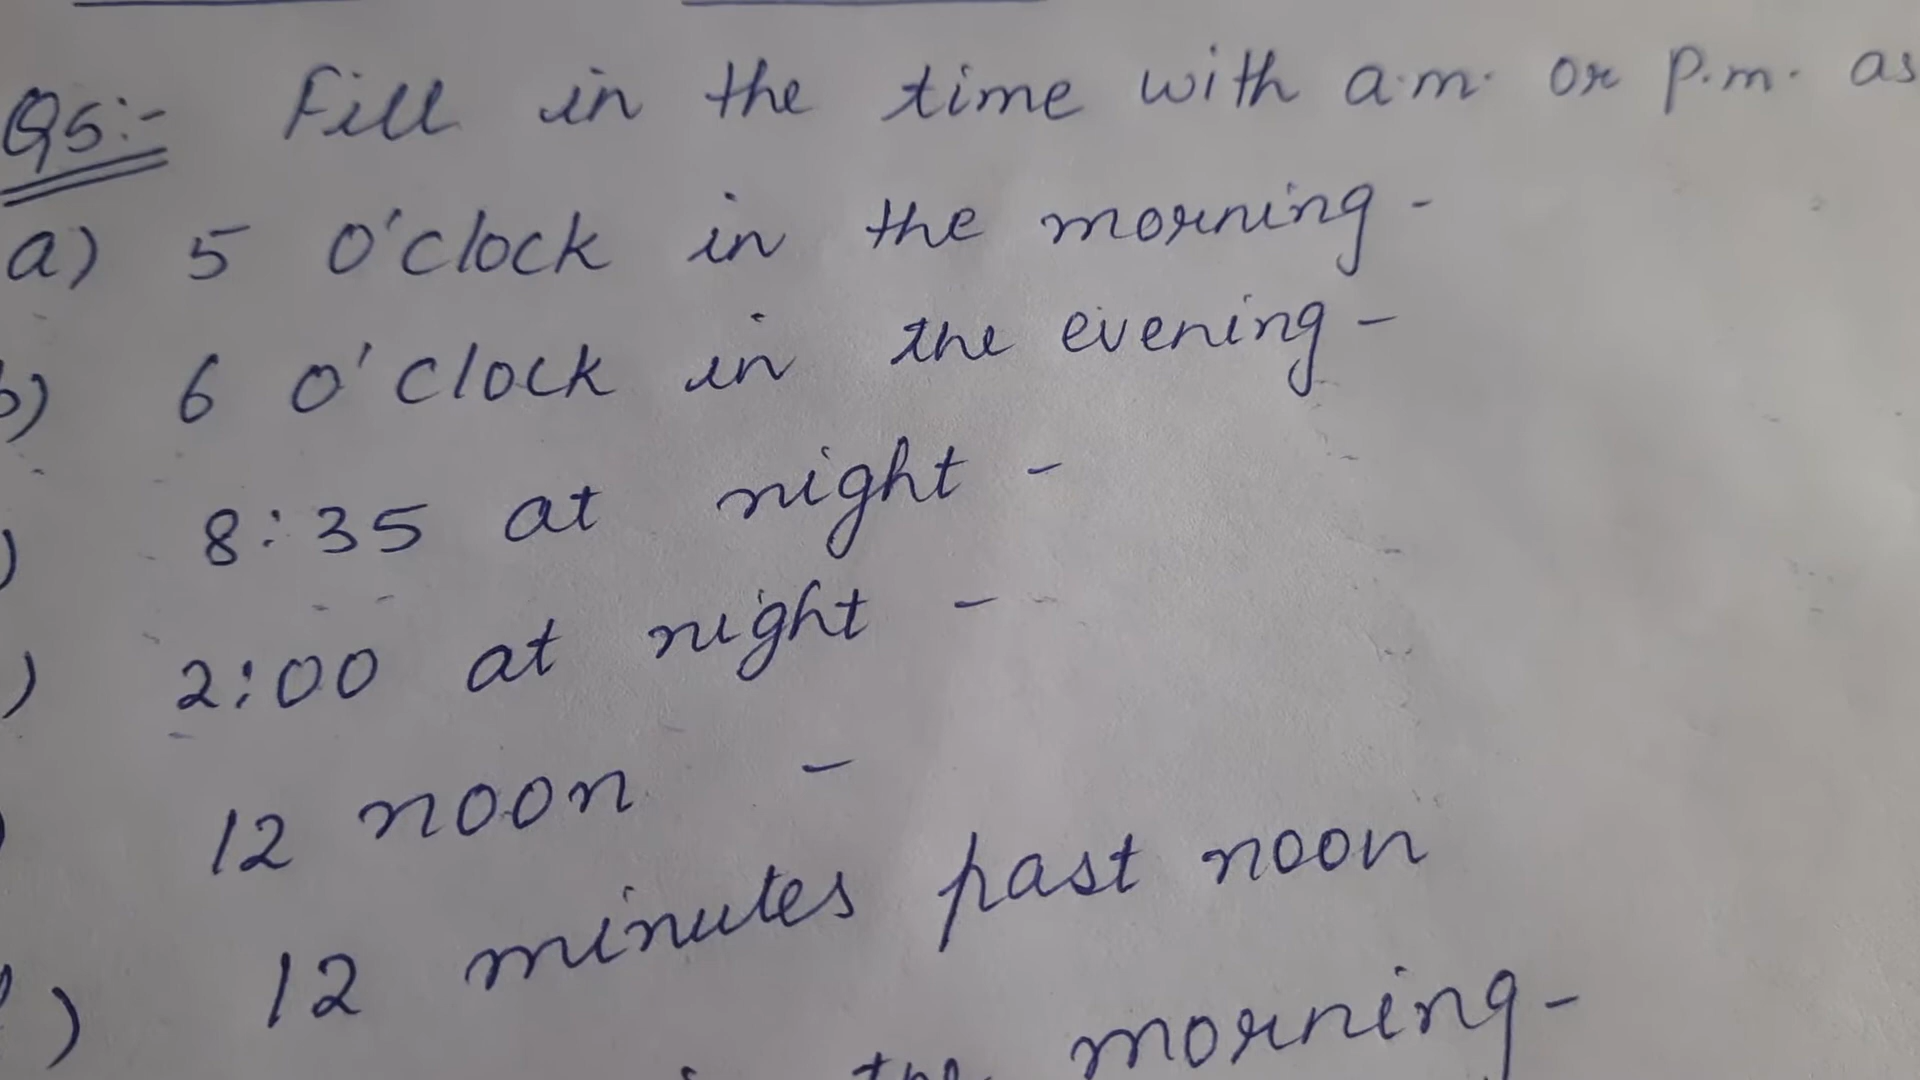 Q5:- Fill in the time with a.m. or p.m. as
a) 5 O'clock in the morning -
b) 6 O'clock in the evening -
) 8:35 at night -
) 2:00 at night -
12 noon -
) 12 minutes past noon
the morning -